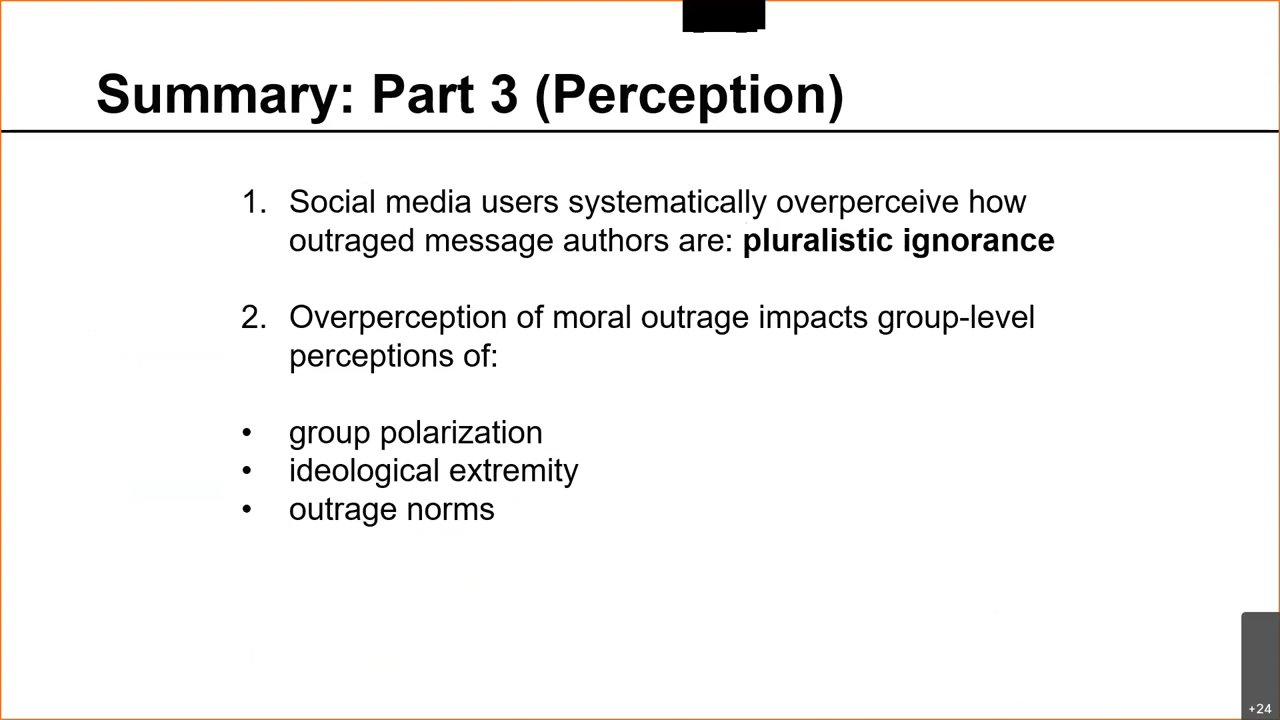 Summary: Part 3 (Perception)
1. Social media users systematically overperceive how
outraged message authors are: pluralistic ignorance
2. Overperception of moral outrage impacts group-level
perceptions of:
• group polarization
• ideological extremity
• outrage norms
+24